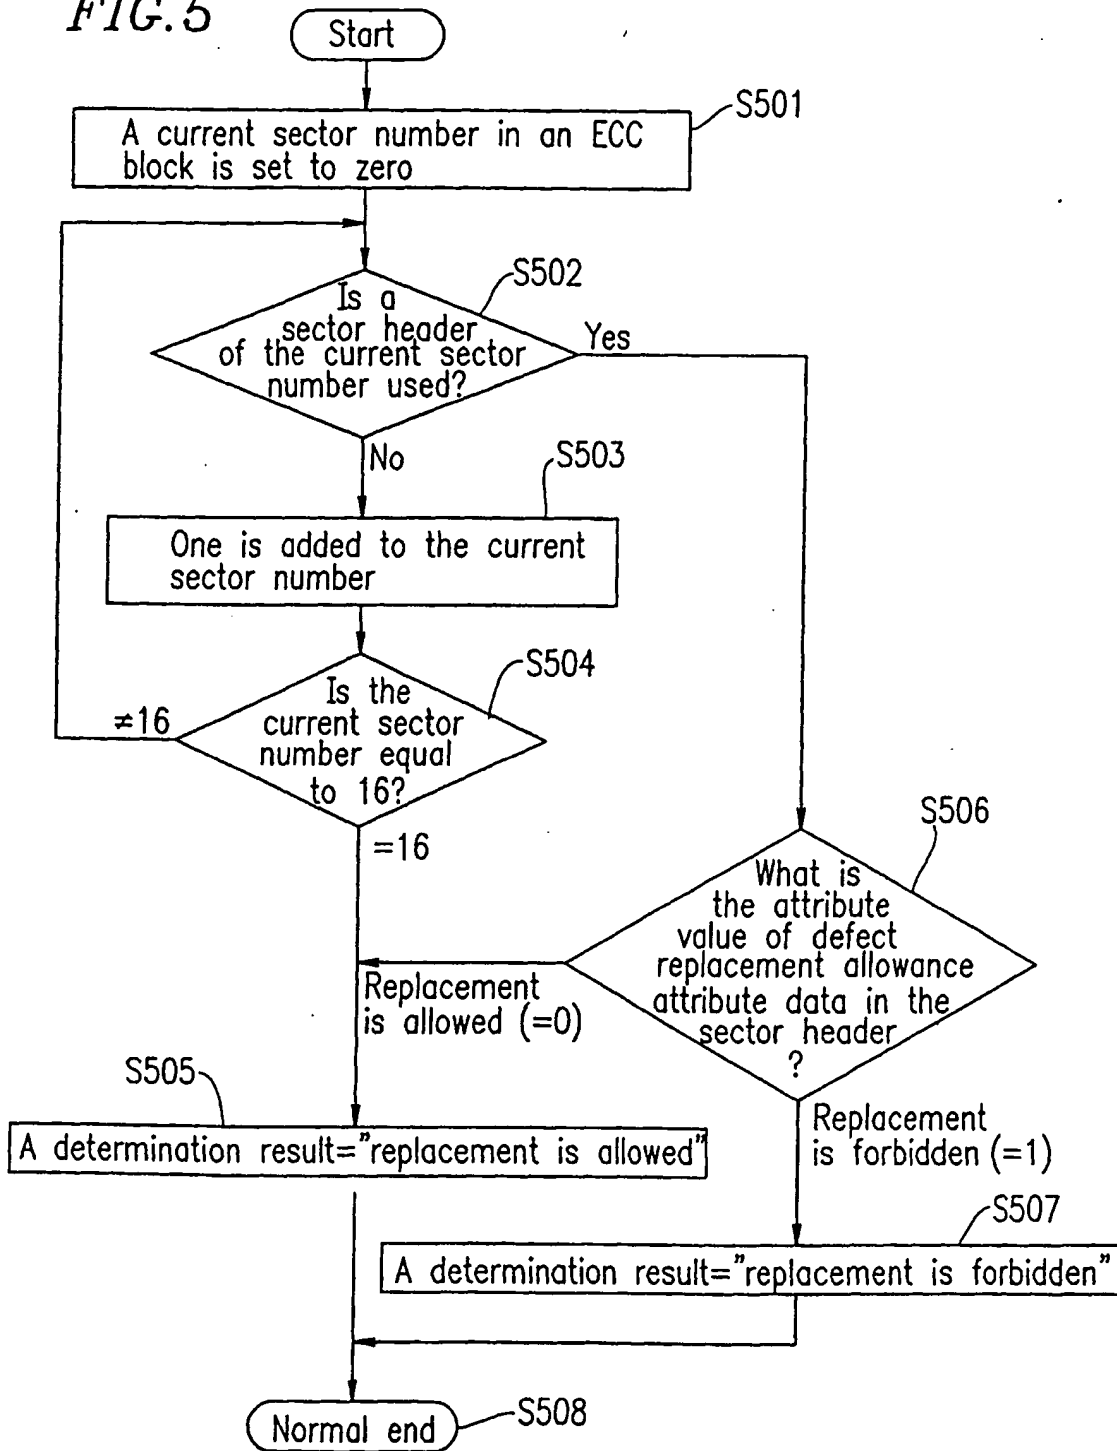 FIG.5
Start
S501
A current sector number in an ECC
block is set to zero
S502
Is a
sector header
of the current sector
number used?
Yes
No
S503
One is added to the current
sector number
S504
Is the
current sector
number equal
to 16?
≠16
=16
S506
What is
the attribute
value of defect
replacement allowance
attribute data in the
sector header
?
Replacement
is allowed (=0)
S505
A determination result="replacement is allowed"
Replacement
is forbidden (=1)
S507
A determination result="replacement is forbidden"
Normal end
S508